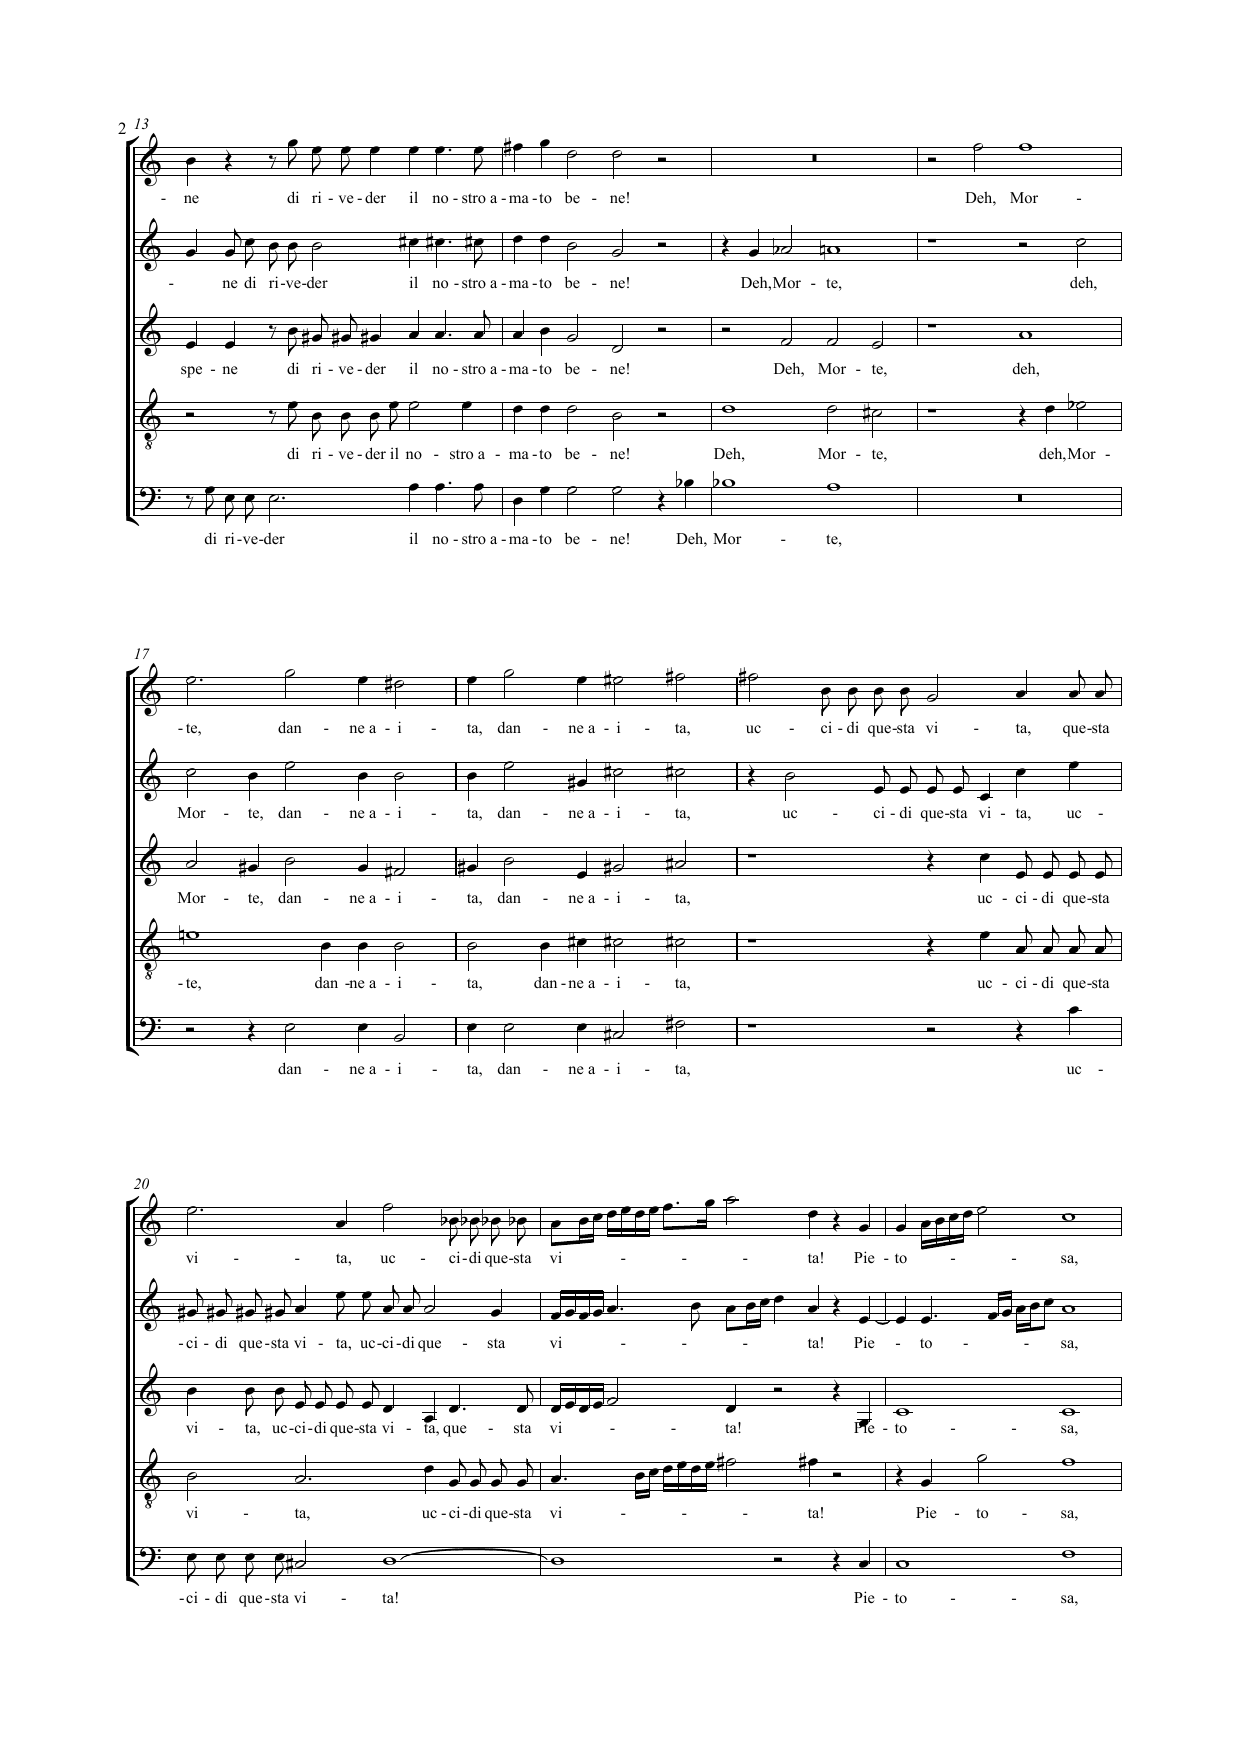 2 13
- ne di ri - ve - der il no - stro a - ma - to be - ne! Deh, Mor -
- ne di ri - ve - der il no - stro a - ma - to be - ne! Deh, Mor - te, deh,
spe - ne di ri - ve - der il no - stro a - ma - to be - ne! Deh, Mor - te, deh,
8
di ri - ve - der il no - stro a - ma - to be - ne! Deh, Mor - te, deh, Mor -
di ri - ve - der il no - stro a - ma - to be - ne! Deh, Mor - te,
17
- te, dan - ne a - i - ta, dan - ne a - i - ta, uc - ci - di que - sta vi - ta, que - sta
Mor - te, dan - ne a - i - ta, dan - ne a - i - ta, uc - ci - di que - sta vi - ta, uc -
Mor - te, dan - ne a - i - ta, dan - ne a - i - ta, uc - ci - di que - sta
8
- te, dan - ne a - i - ta, dan - ne a - i - ta, uc - ci - di que - sta
dan - ne a - i - ta, dan - ne a - i - ta, uc -
20
vi - ta, uc - ci - di que - sta vi - ta! Pie - to - sa,
- ci - di que - sta vi - ta, uc - ci - di que - sta vi - ta! Pie - to - sa,
vi - ta, uc - ci - di que - sta vi - ta, que - sta vi - ta! Pie - to - sa,
8
vi - ta, uc - ci - di que - sta vi - ta! Pie - to - sa,
- ci - di que - sta vi - ta! Pie - to - sa,